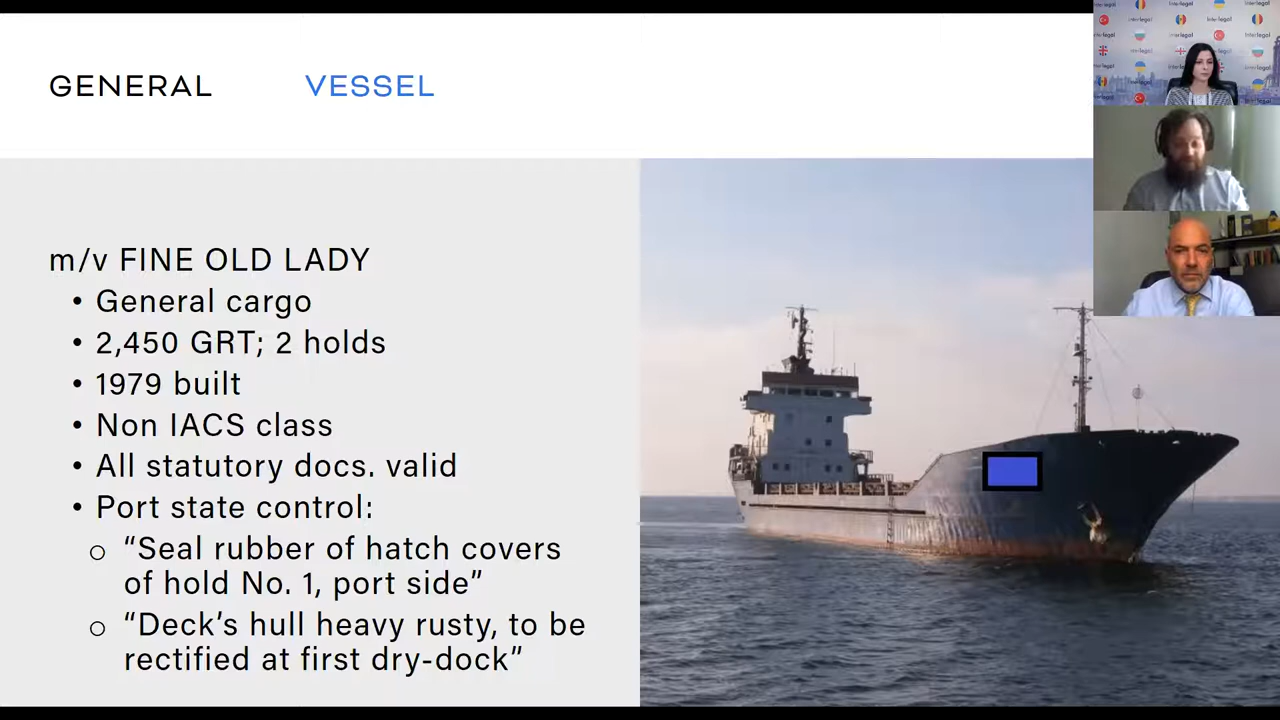 GENERAL VESSEL
m/v FINE OLD LADY
• General cargo
• 2,450 GRT; 2 holds
• 1979 built
• Non IACS class
• All statutory docs. valid
• Port state control:
o “Seal rubber of hatch covers
of hold No. 1, port side”
o “Deck’s hull heavy rusty, to be
rectified at first dry-dock”
Interlegal